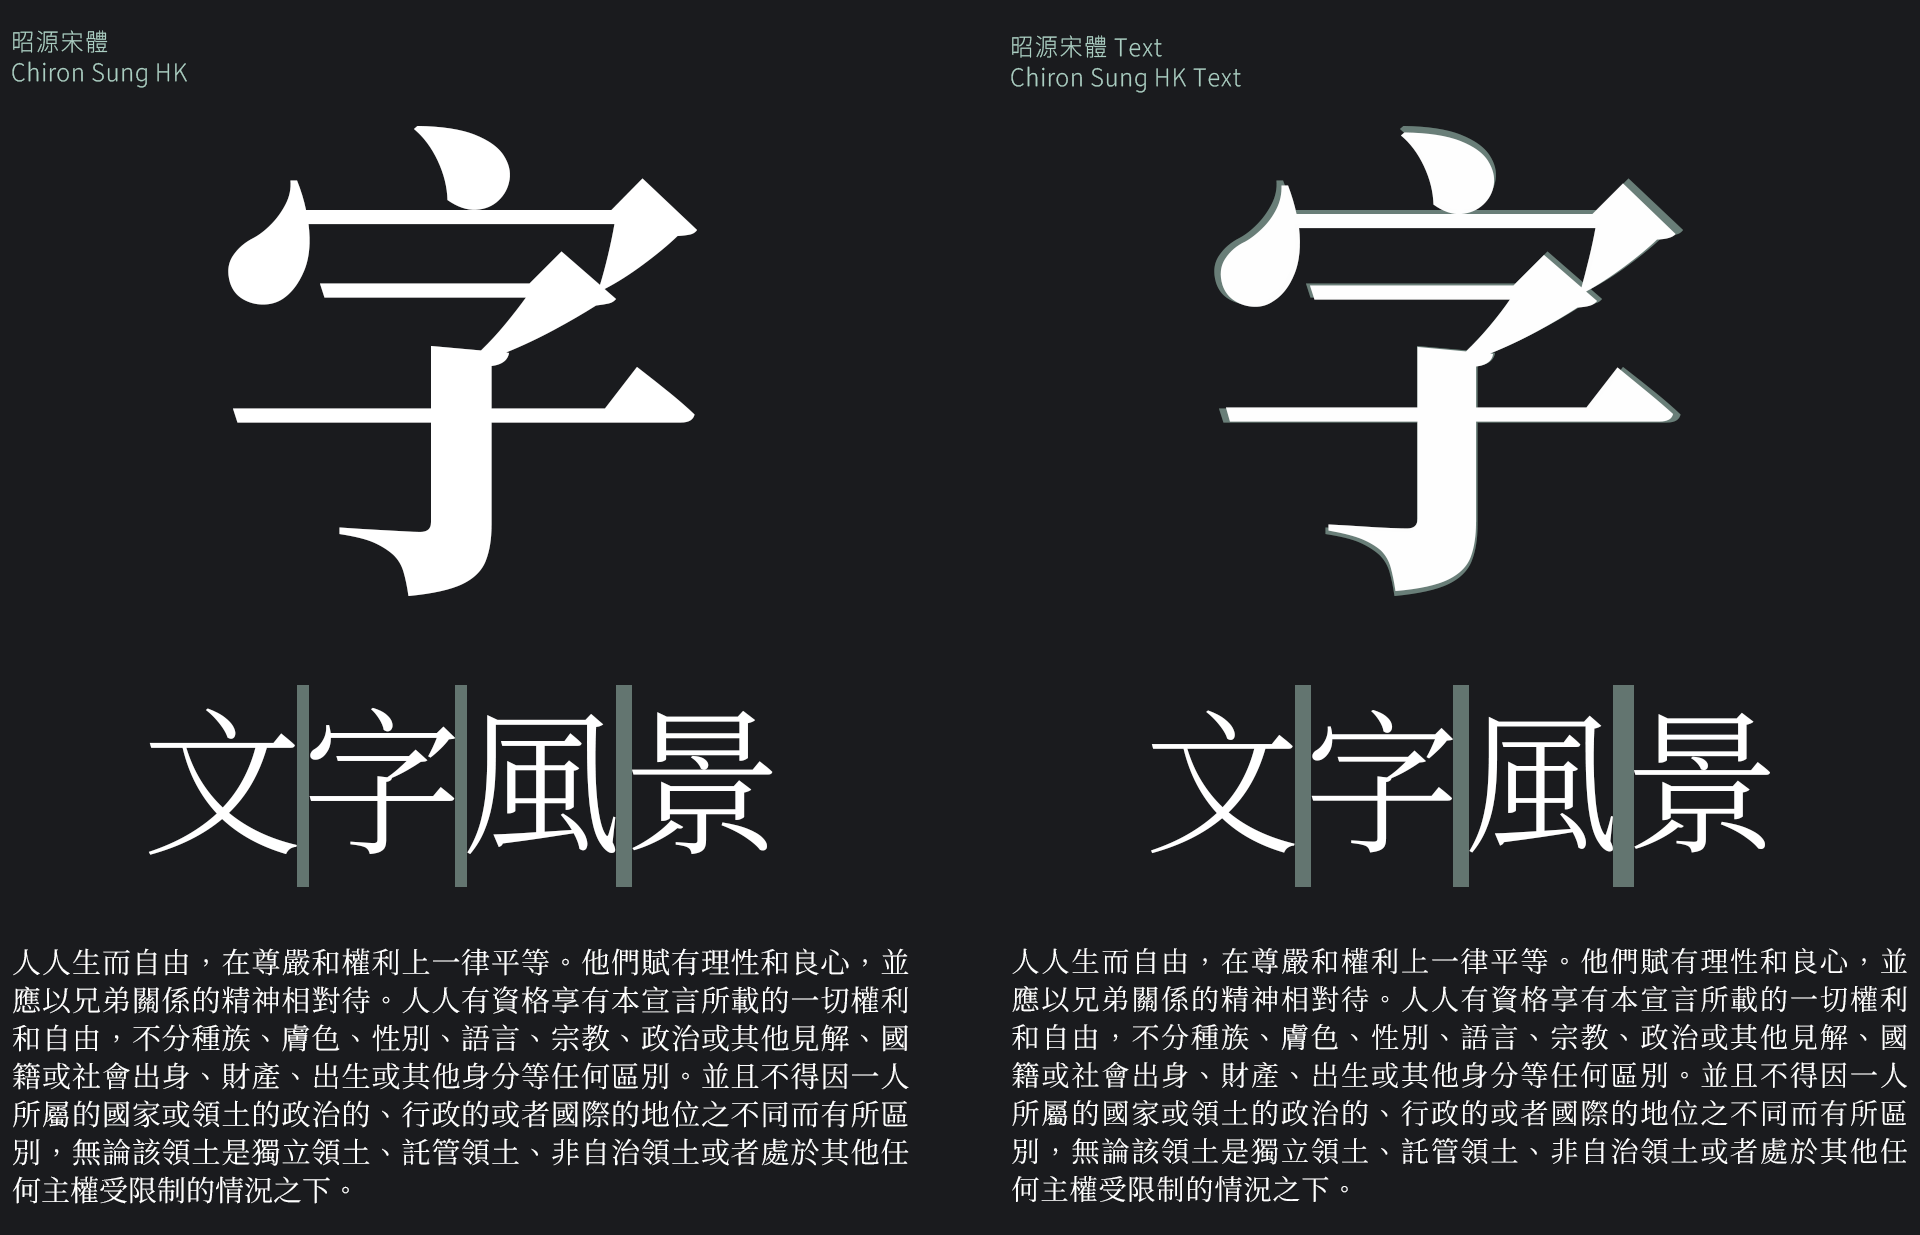 昭源宋體
Chiron Sung HK
字
文字風景
人人生而自由，在尊嚴和權利上一律平等。他們賦有理性和良心，並
應以兄弟關係的精神相對待。人人有資格享有本宣言所載的一切權利
和自由，不分種族、膚色、性別、語言、宗教、政治或其他見解、國
籍或社會出身、財產、出生或其他身分等任何區別。並且不得因一人
所屬的國家或領土的政治的、行政的或者國際的地位之不同而有所區
別，無論該領土是獨立領土、託管領土、非自治領土或者處於其他任
何主權受限制的情況之下。
昭源宋體 Text
Chiron Sung HK Text
字
文字風景
人人生而自由，在尊嚴和權利上一律平等。他們賦有理性和良心，並
應以兄弟關係的精神相對待。人人有資格享有本宣言所載的一切權利
和自由，不分種族、膚色、性別、語言、宗教、政治或其他見解、國
籍或社會出身、財產、出生或其他身分等任何區別。並且不得因一人
所屬的國家或領土的政治的、行政的或者國際的地位之不同而有所區
別，無論該領土是獨立領土、託管領土、非自治領土或者處於其他任
何主權受限制的情況之下。